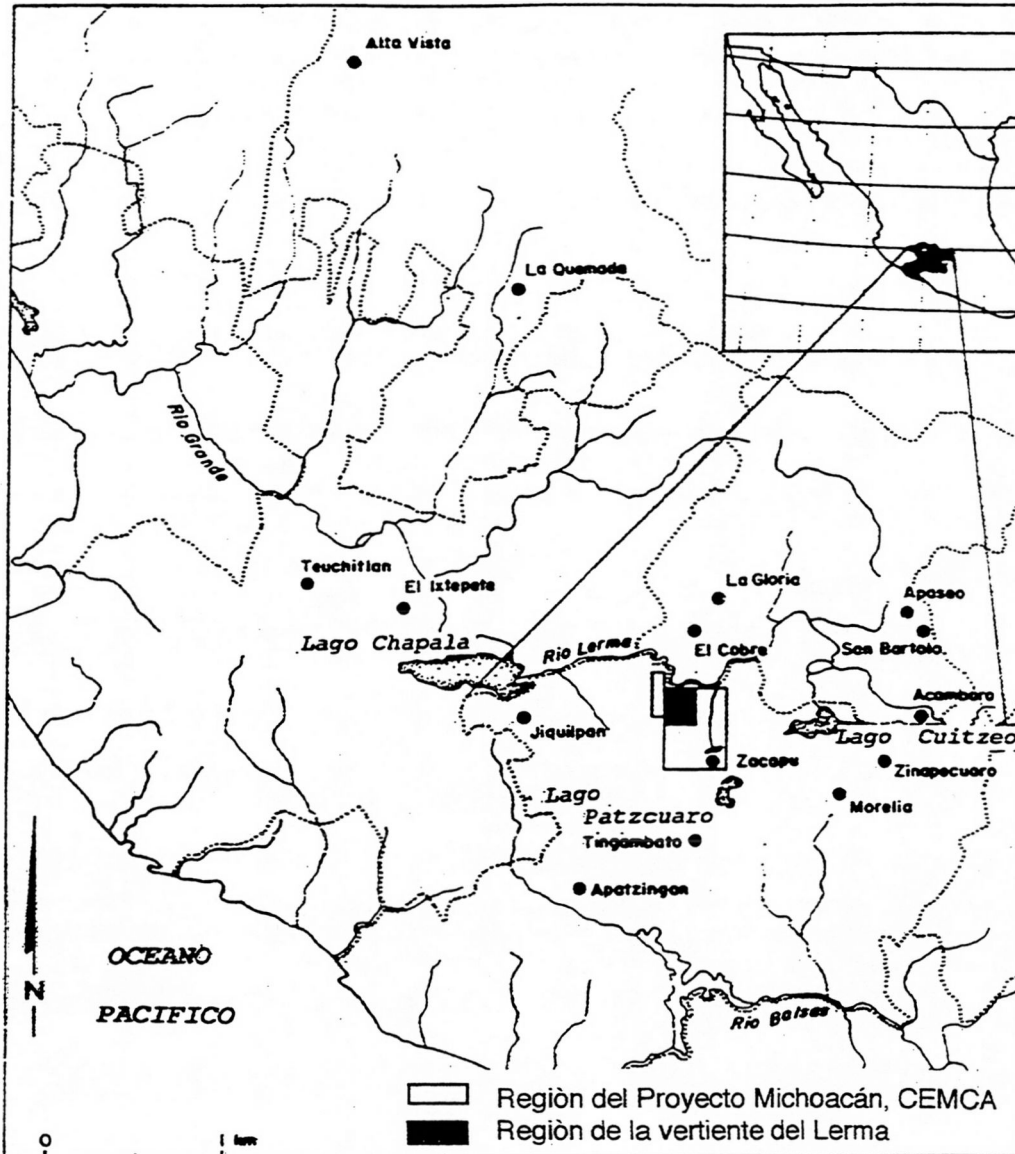 Alta Vista
La Quemada
Rio Grande
Teuchitlan
El Ixtepete
La Gloria
Apaseo
Lago Chapala
Rio Lerma
El Cobre
San Bartolo.
Acambaro
Jiquilpan
Lago Cuitzeo
Zacapu
Zinapecuaro
Lago
Patzcuaro
Morelia
Tingambato
Apatzingan
OCEANO
PACIFICO
N
Rio Balsas
Regiòn del Proyecto Michoacán, CEMCA
Regiòn de la vertiente del Lerma
0 1 km